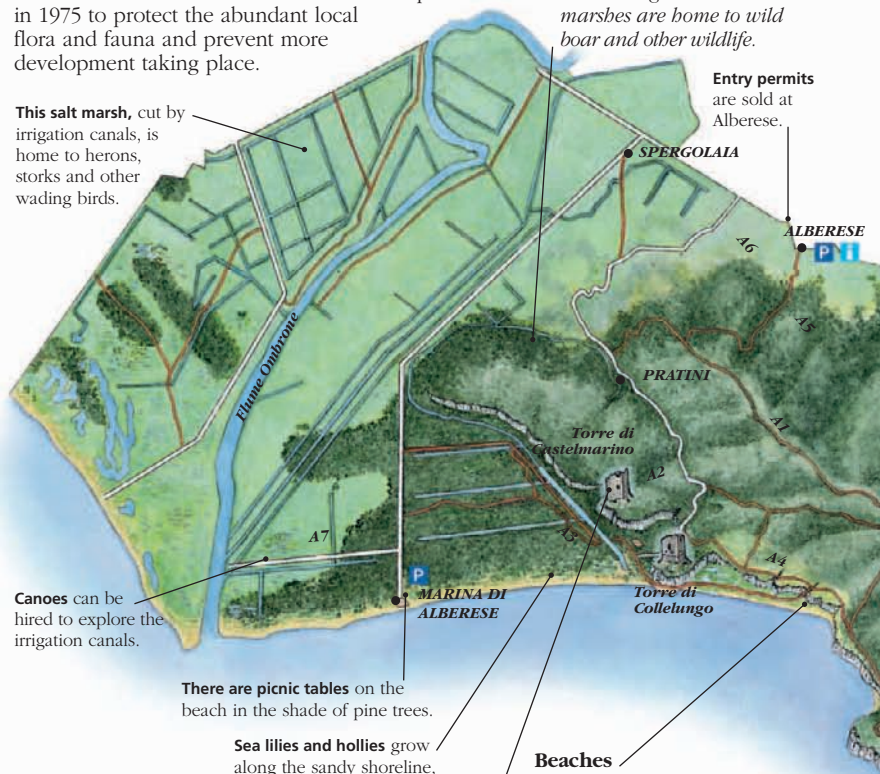 in 1975 to protect the abundant local
flora and fauna and prevent more
development taking place.
marshes are home to wild
boar and other wildlife.
Entry permits
are sold at
Alberese.
This salt marsh, cut by
irrigation canals, is
home to herons,
storks and other
wading birds.
SPERGOLAIA
ALBERESE
P i
A6
A5
Fiume Ombrone
PRATINI
A1
Torre di
Castelmarino
A2
A7
A3
A4
P
MARINA DI
ALBERESE
Torre di
Collelungo
Canoes can be
hired to explore the
irrigation canals.
There are picnic tables on the
beach in the shade of pine trees.
Sea lilies and hollies grow
along the sandy shoreline,
Beaches